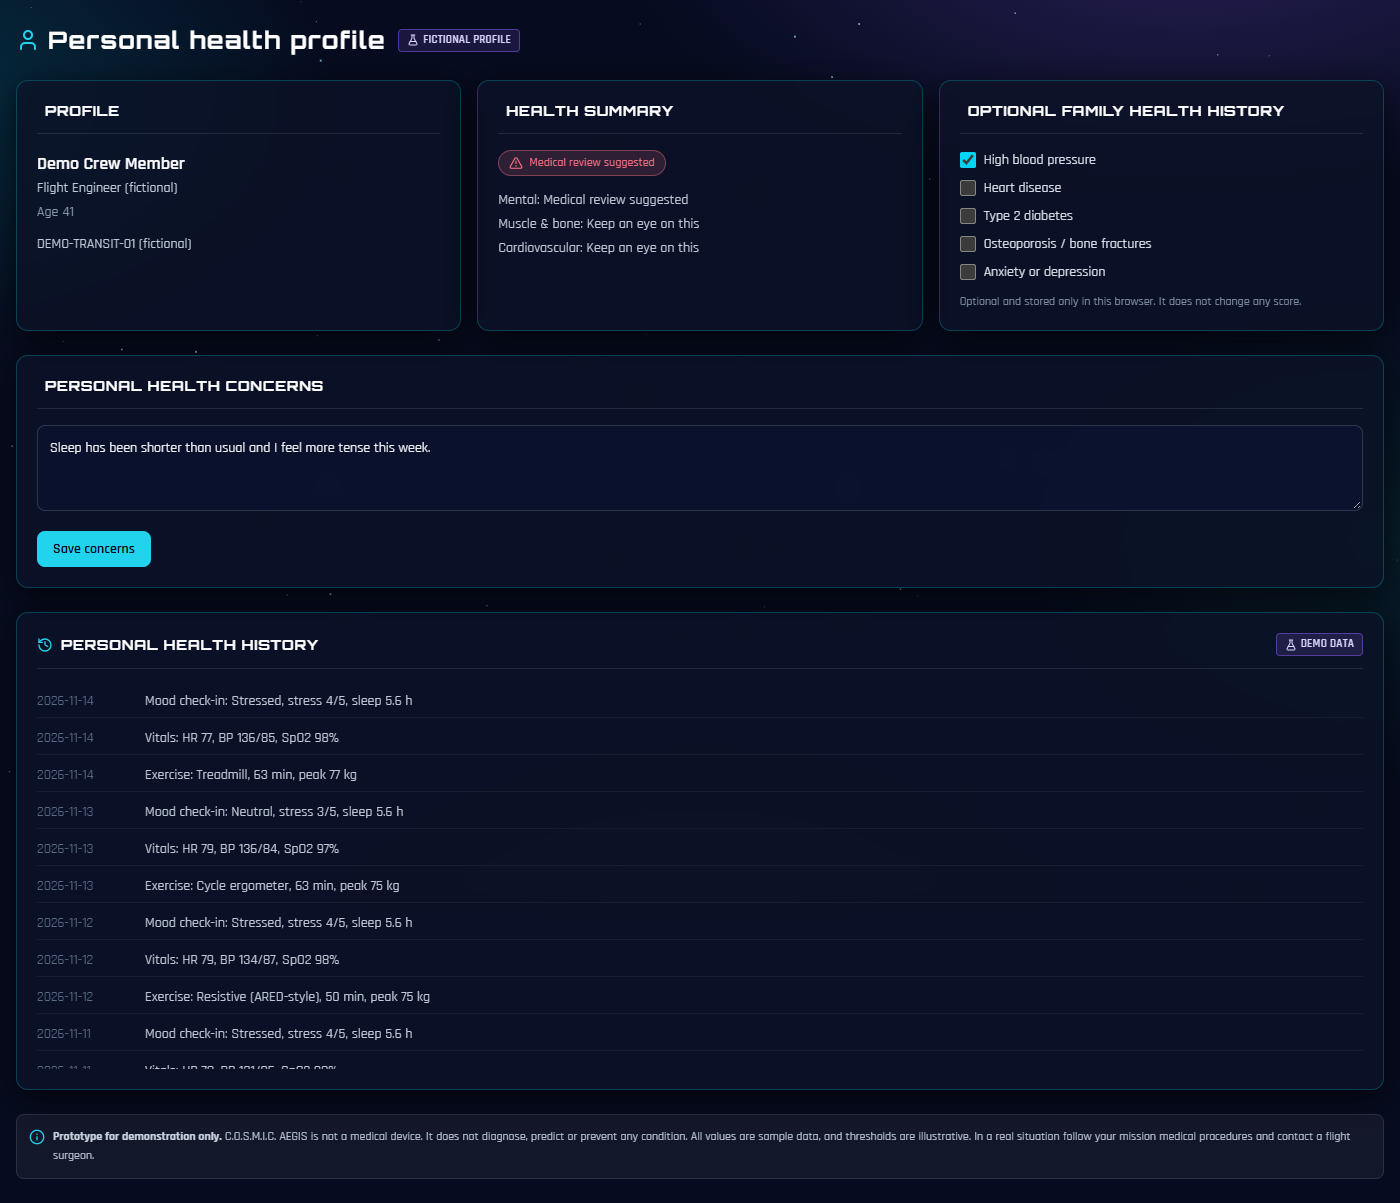 Personal health profile
FICTIONAL PROFILE
PROFILE
Demo Crew Member
Flight Engineer (fictional)
Age 41
DEMO-TRANSIT-01 (fictional)
HEALTH SUMMARY
Medical review suggested
Mental: Medical review suggested
Muscle & bone: Keep an eye on this
Cardiovascular: Keep an eye on this
OPTIONAL FAMILY HEALTH HISTORY
High blood pressure
Heart disease
Type 2 diabetes
Osteoporosis / bone fractures
Anxiety or depression
Optional and stored only in this browser. It does not change any score.
PERSONAL HEALTH CONCERNS
Sleep has been shorter than usual and I feel more tense this week.
Save concerns
PERSONAL HEALTH HISTORY
DEMO DATA
2026-11-14 Mood check-in: Stressed, stress 4/5, sleep 5.6 h
2026-11-14 Vitals: HR 77, BP 136/85, SpO2 98%
2026-11-14 Exercise: Treadmill, 63 min, peak 77 kg
2026-11-13 Mood check-in: Neutral, stress 3/5, sleep 5.6 h
2026-11-13 Vitals: HR 79, BP 136/84, SpO2 97%
2026-11-13 Exercise: Cycle ergometer, 63 min, peak 75 kg
2026-11-12 Mood check-in: Stressed, stress 4/5, sleep 5.6 h
2026-11-12 Vitals: HR 79, BP 134/87, SpO2 98%
2026-11-12 Exercise: Resistive (ARED-style), 50 min, peak 75 kg
2026-11-11 Mood check-in: Stressed, stress 4/5, sleep 5.6 h
2026-11-11 Vitals: HR
Prototype for demonstration only. C.O.S.M.I.C. AEGIS is not a medical device. It does not diagnose, predict or prevent any condition. All values are sample data, and thresholds are illustrative. In a real situation follow your mission medical procedures and contact a flight
surgeon.